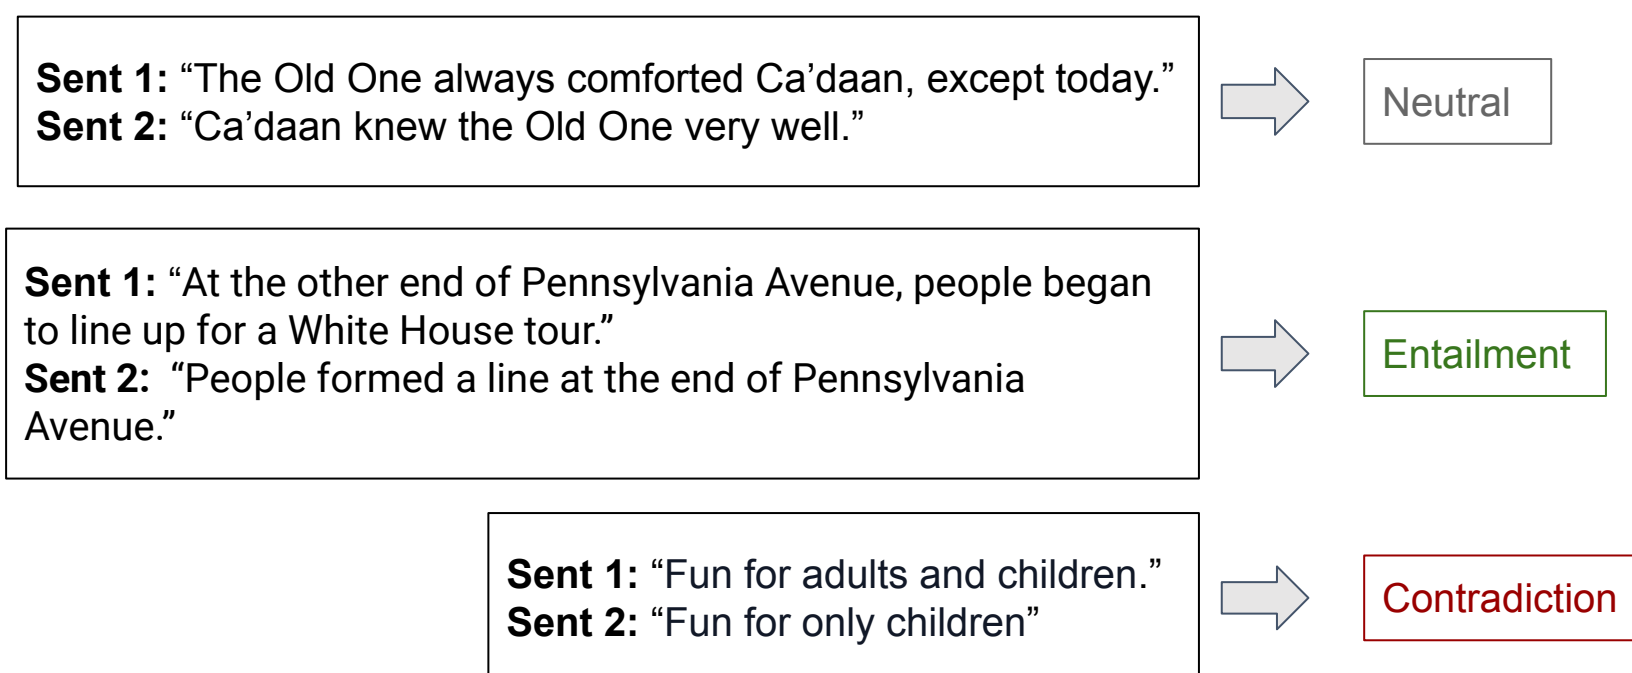 Sent 1: “The Old One always comforted Ca’daan, except today.”
Sent 2: “Ca’daan knew the Old One very well.”
Neutral
Sent 1: “At the other end of Pennsylvania Avenue, people began
to line up for a White House tour.”
Sent 2: “People formed a line at the end of Pennsylvania
Avenue.”
Entailment
Sent 1: “Fun for adults and children.”
Sent 2: “Fun for only children”
Contradiction